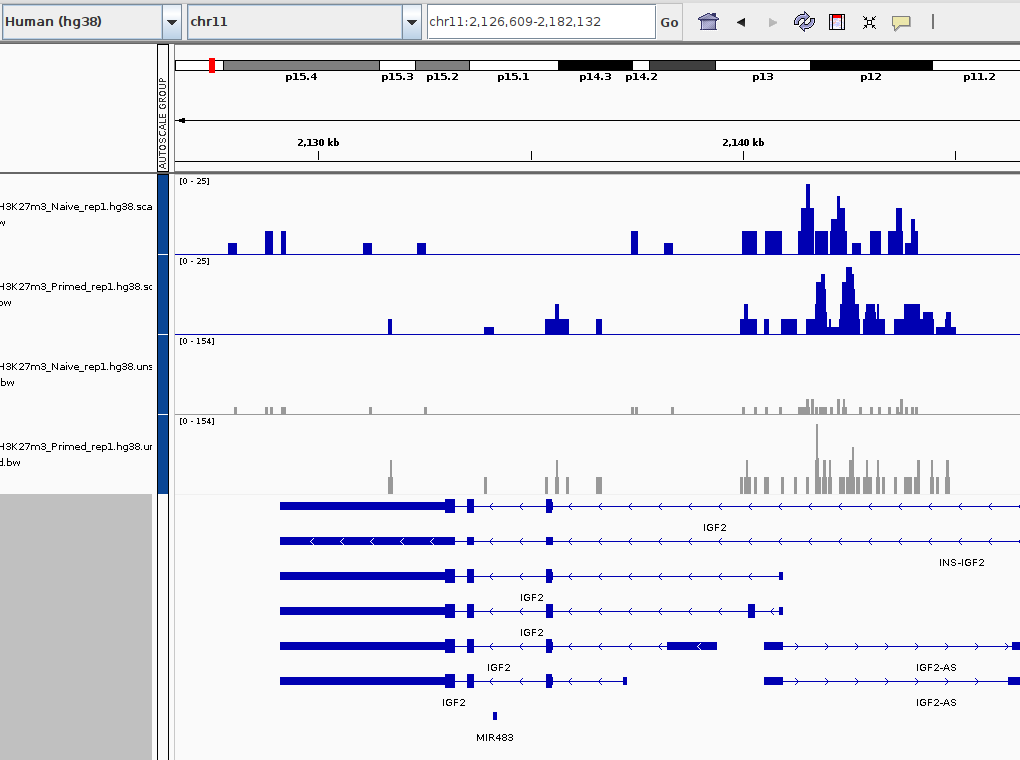 Human (hg38) chr11 chr11:2,126,609-2,182,132 Go
p15.4 p15.3 p15.2 p15.1 p14.3 p14.2 p13 p12 p11.2
AUTOSCALE GROUP
2,130 kb 2,140 kb
[0 - 25]
H3K27m3_Naive_rep1.hg38.sca
w
[0 - 25]
H3K27m3_Primed_rep1.hg38.sc
ow
[0 - 154]
H3K27m3_Naive_rep1.hg38.uns
.bw
[0 - 154]
H3K27m3_Primed_rep1.hg38.ur
d.bw
IGF2
INS-IGF2
IGF2
IGF2
IGF2 IGF2-AS
IGF2 IGF2-AS
MIR483